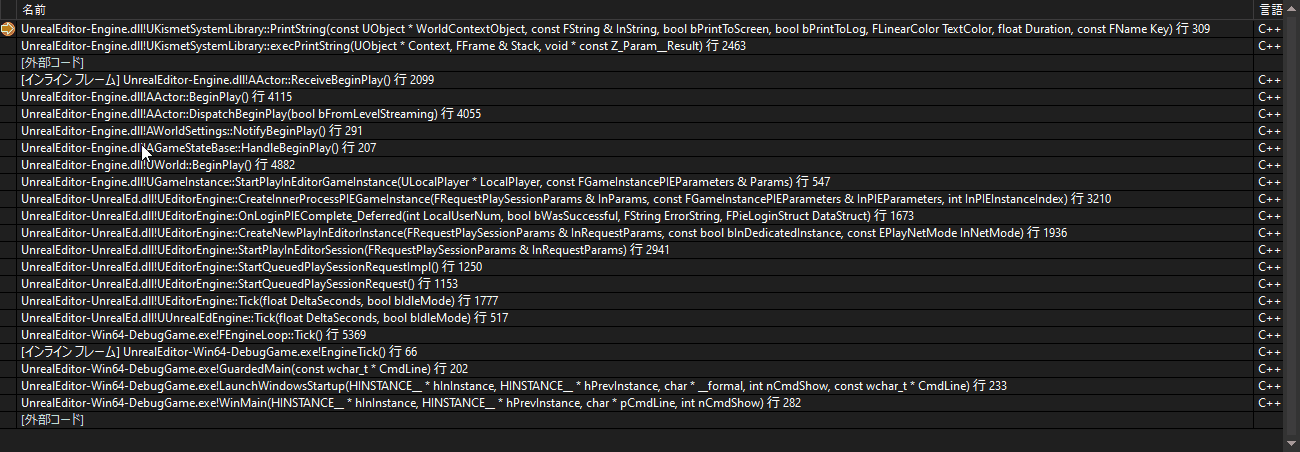 名前 言語
UnrealEditor-Engine.dll!UKismetSystemLibrary::PrintString(const UObject * WorldContextObject, const FString & InString, bool bPrintToScreen, bool bPrintToLog, FLinearColor TextColor, float Duration, const FName Key) 行 309 C++
UnrealEditor-Engine.dll!UKismetSystemLibrary::execPrintString(UObject * Context, FFrame & Stack, void * const Z_Param__Result) 行 2463 C++
[外部コード]
[インライン フレーム] UnrealEditor-Engine.dll!AActor::ReceiveBeginPlay() 行 2099 C++
UnrealEditor-Engine.dll!AActor::BeginPlay() 行 4115 C++
UnrealEditor-Engine.dll!AActor::DispatchBeginPlay(bool bFromLevelStreaming) 行 4055 C++
UnrealEditor-Engine.dll!AWorldSettings::NotifyBeginPlay() 行 291 C++
UnrealEditor-Engine.dll!AGameStateBase::HandleBeginPlay() 行 207 C++
UnrealEditor-Engine.dll!UWorld::BeginPlay() 行 4882 C++
UnrealEditor-Engine.dll!UGameInstance::StartPlayInEditorGameInstance(ULocalPlayer * LocalPlayer, const FGameInstancePIEParameters & Params) 行 547 C++
UnrealEditor-UnrealEd.dll!UEditorEngine::CreateInnerProcessPIEGameInstance(FRequestPlaySessionParams & InParams, const FGameInstancePIEParameters & InPIEParameters, int InPIEInstanceIndex) 行 3210 C++
UnrealEditor-UnrealEd.dll!UEditorEngine::OnLoginPIEComplete_Deferred(int LocalUserNum, bool bWasSuccessful, FString ErrorString, FPieLoginStruct DataStruct) 行 1673 C++
UnrealEditor-UnrealEd.dll!UEditorEngine::CreateNewPlayInEditorInstance(FRequestPlaySessionParams & InRequestParams, const bool bInDedicatedInstance, const EPlayNetMode InNetMode) 行 1936 C++
UnrealEditor-UnrealEd.dll!UEditorEngine::StartPlayInEditorSession(FRequestPlaySessionParams & InRequestParams) 行 2941 C++
UnrealEditor-UnrealEd.dll!UEditorEngine::StartQueuedPlaySessionRequestImpl() 行 1250 C++
UnrealEditor-UnrealEd.dll!UEditorEngine::StartQueuedPlaySessionRequest() 行 1153 C++
UnrealEditor-UnrealEd.dll!UEditorEngine::Tick(float DeltaSeconds, bool bIdleMode) 行 1777 C++
UnrealEditor-UnrealEd.dll!UUnrealEdEngine::Tick(float DeltaSeconds, bool bIdleMode) 行 517 C++
UnrealEditor-Win64-DebugGame.exe!FEngineLoop::Tick() 行 5369 C++
[インライン フレーム] UnrealEditor-Win64-DebugGame.exe!EngineTick() 行 66 C++
UnrealEditor-Win64-DebugGame.exe!GuardedMain(const wchar_t * CmdLine) 行 202 C++
UnrealEditor-Win64-DebugGame.exe!LaunchWindowsStartup(HINSTANCE__ * hInInstance, HINSTANCE__ * hPrevInstance, char * __formal, int nCmdShow, const wchar_t * CmdLine) 行 233 C++
UnrealEditor-Win64-DebugGame.exe!WinMain(HINSTANCE__ * hInInstance, HINSTANCE__ * hPrevInstance, char * pCmdLine, int nCmdShow) 行 282 C++
[外部コード]